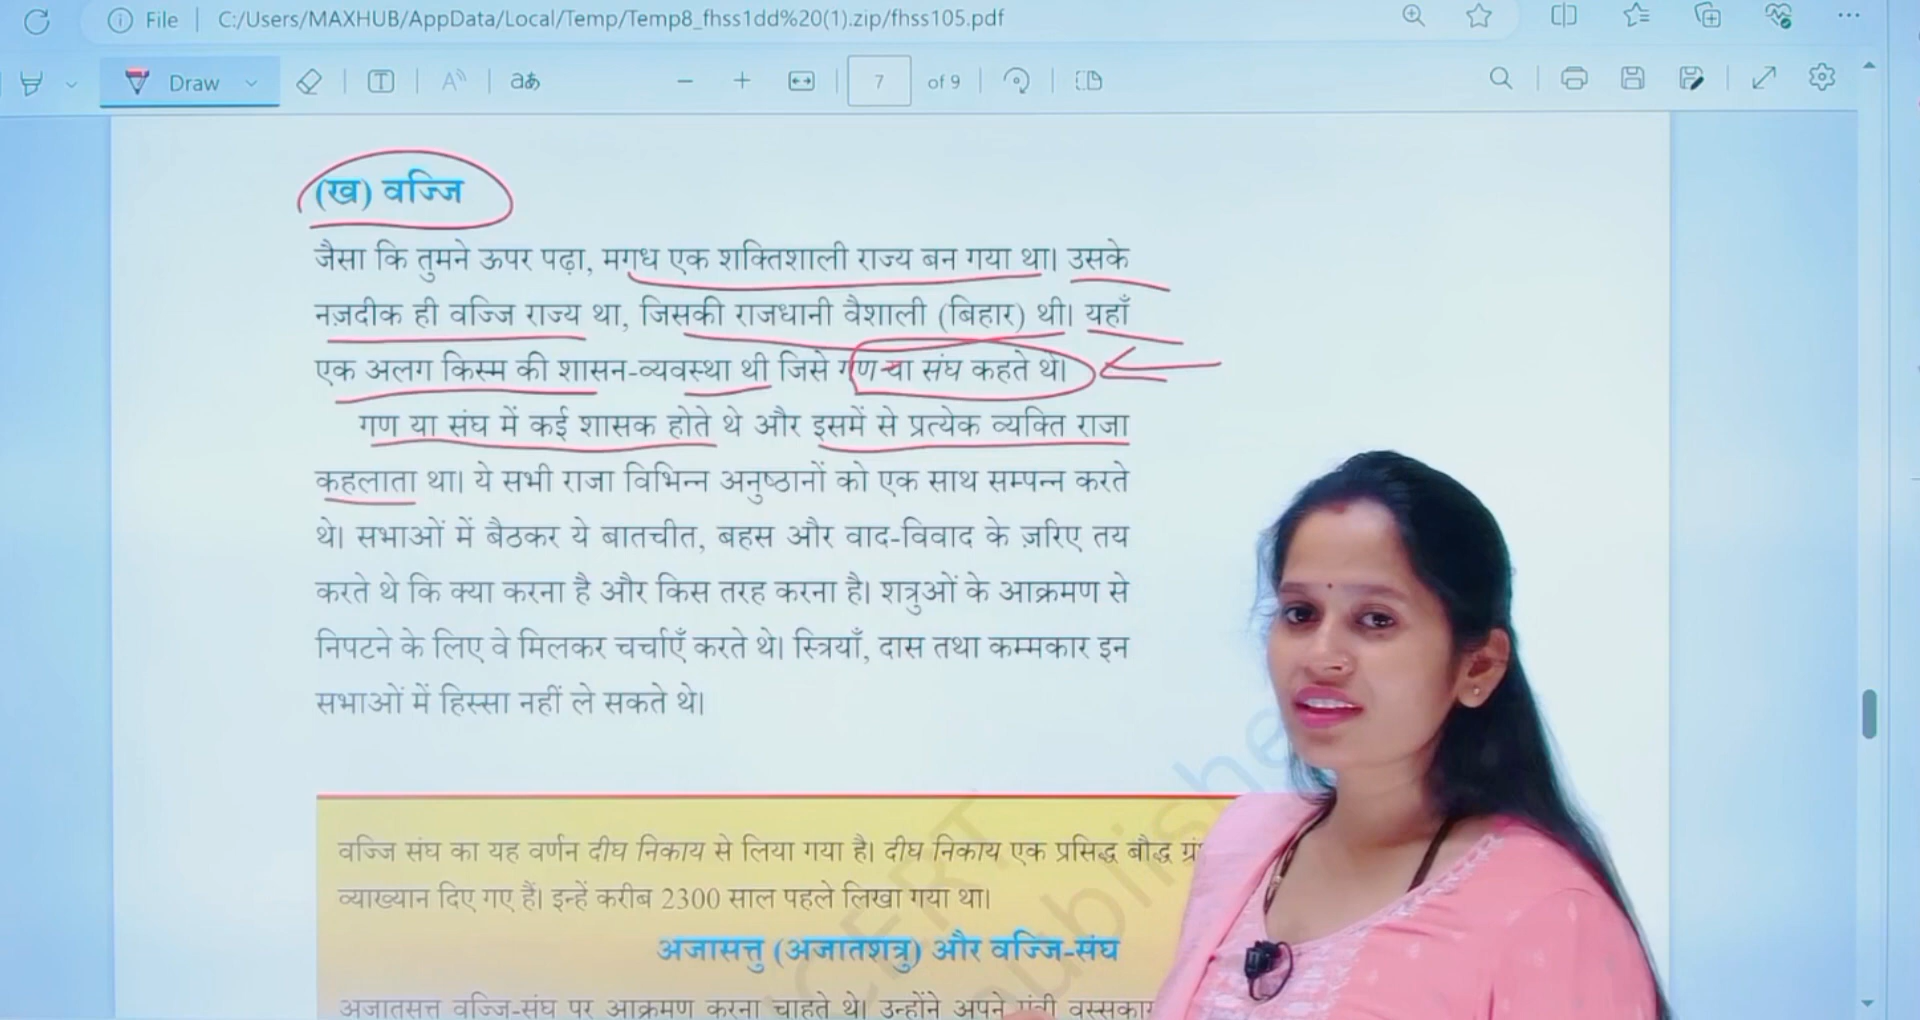 File | C:/Users/MAXHUB/AppData/Local/Temp/Temp8_fhss1dd%20(1).zip/fhss105.pdf
Draw 7 of 9
(ख) वज्जि
जैसा कि तुमने ऊपर पढ़ा, मगध एक शक्तिशाली राज्य बन गया था। उसके
नज़दीक ही वज्जि राज्य था, जिसकी राजधानी वैशाली (बिहार) थी। यहाँ
एक अलग किस्म की शासन-व्यवस्था थी जिसे गण या संघ कहते थे।
गण या संघ में कई शासक होते थे और इसमें से प्रत्येक व्यक्ति राजा
कहलाता था। ये सभी राजा विभिन्न अनुष्ठानों को एक साथ सम्पन्न करते
थे। सभाओं में बैठकर ये बातचीत, बहस और वाद-विवाद के ज़रिए तय
करते थे कि क्या करना है और किस तरह करना है। शत्रुओं के आक्रमण से
निपटने के लिए वे मिलकर चर्चाएँ करते थे। स्त्रियाँ, दास तथा कम्मकार इन
सभाओं में हिस्सा नहीं ले सकते थे।
वज्जि संघ का यह वर्णन दीघ निकाय से लिया गया है। दीघ निकाय एक प्रसिद्ध बौद्ध
व्याख्यान दिए गए हैं। इन्हें करीब 2300 साल पहले लिखा गया था।
अजासत्तु (अजातशत्रु) और वज्जि-संघ
अजातसत्त वज्जि-संघ पर आक्रमण करना चाहते थे। उन्होंने अपने